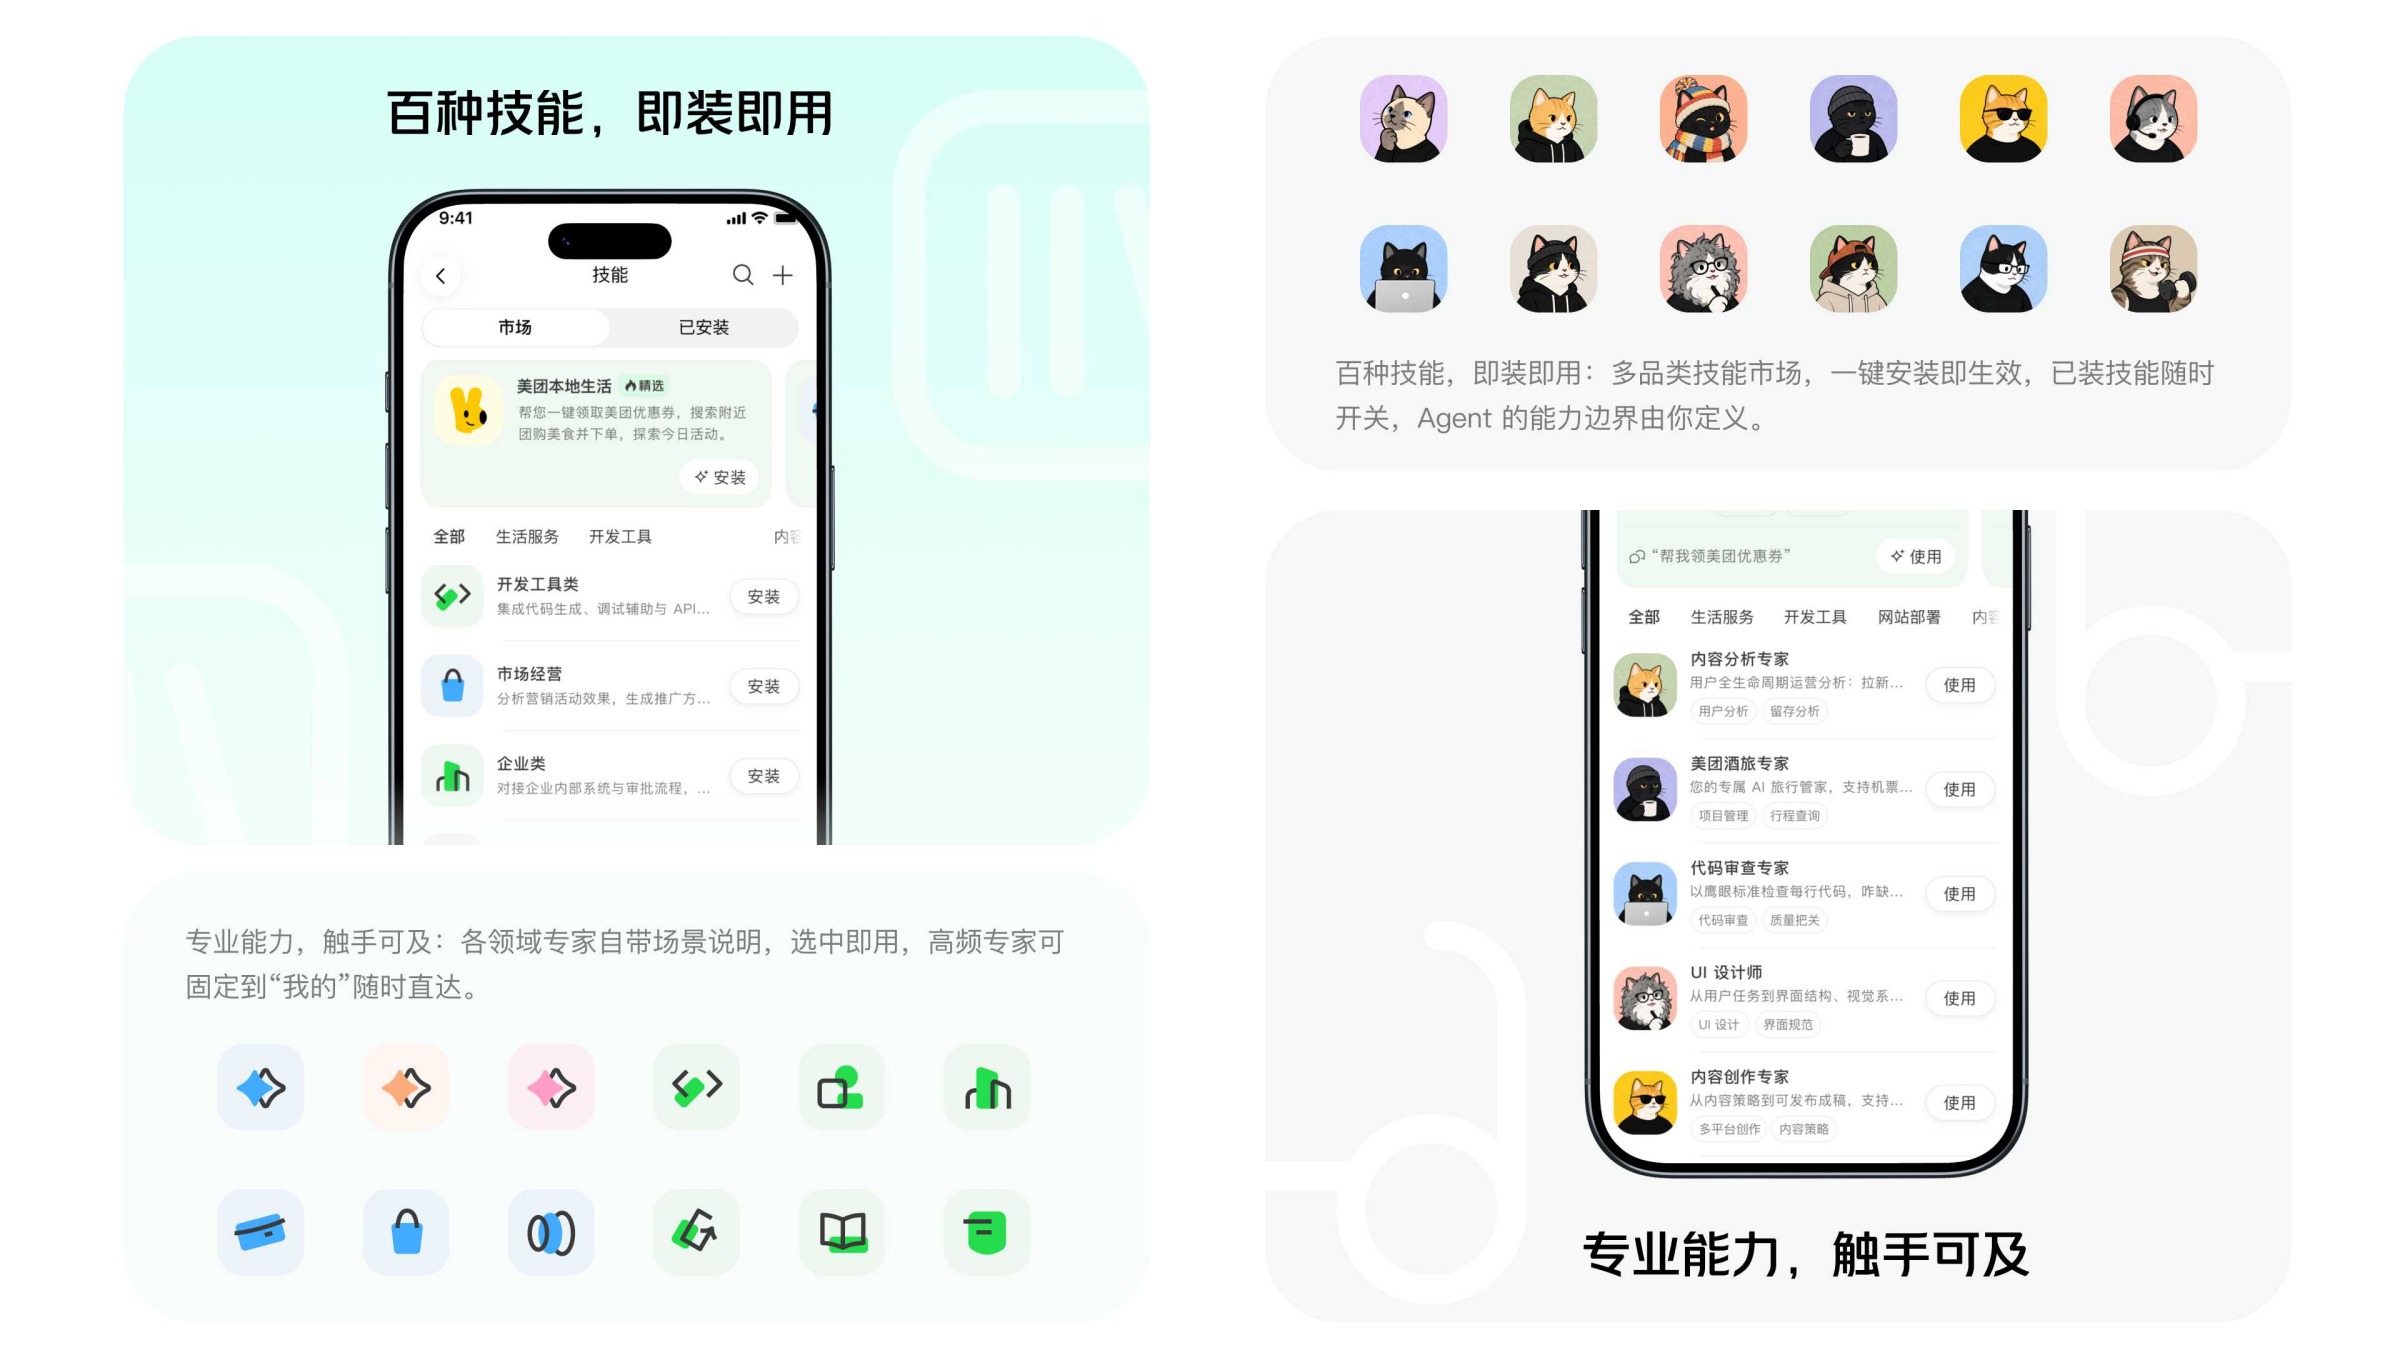 百种技能，即装即用
9:41
技能
市场
已安装
美团本地生活
精选
帮您一键领取美团优惠券，搜索附近
团购美食并下单，探索今日活动。
安装
全部 生活服务 开发工具 内容
开发工具类
集成代码生成、调试辅助与 API...
安装
市场经营
分析营销活动效果，生成推广方...
安装
企业类
对接企业内部系统与审批流程，...
安装
专业能力，触手可及：各领域专家自带场景说明，选中即用，高频专家可
固定到“我的”随时直达。
百种技能，即装即用：多品类技能市场，一键安装即生效，已装技能随时
开关，Agent 的能力边界由你定义。
“帮我领美团优惠券”
使用
全部 生活服务 开发工具 网站部署 内容
内容分析专家
用户全生命周期运营分析：拉新...
用户分析 留存分析
使用
美团酒旅专家
您的专属 AI 旅行管家，支持机票...
项目管理 行程查询
使用
代码审查专家
以鹰眼标准检查每行代码，咋缺...
代码审查 质量把关
使用
UI 设计师
从用户任务到界面结构、视觉系...
UI 设计 界面规范
使用
内容创作专家
从内容策略到可发布成稿，支持...
多平台创作 内容策略
使用
专业能力，触手可及